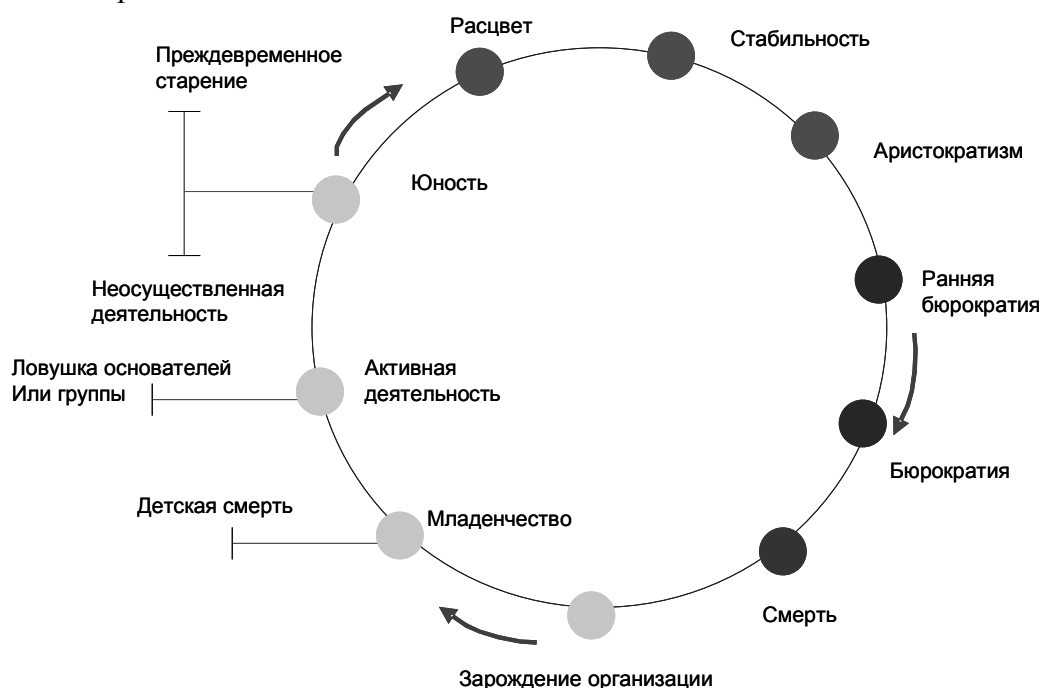 Расцвет
Стабильность
Преждевременное
старение
Аристократизм
Юность
Ранняя
бюрократия
Неосуществленная
деятельность
Ловушка основателей
Или группы
Активная
деятельность
Бюрократия
Детская смерть
Младенчество
Смерть
Зарождение организации